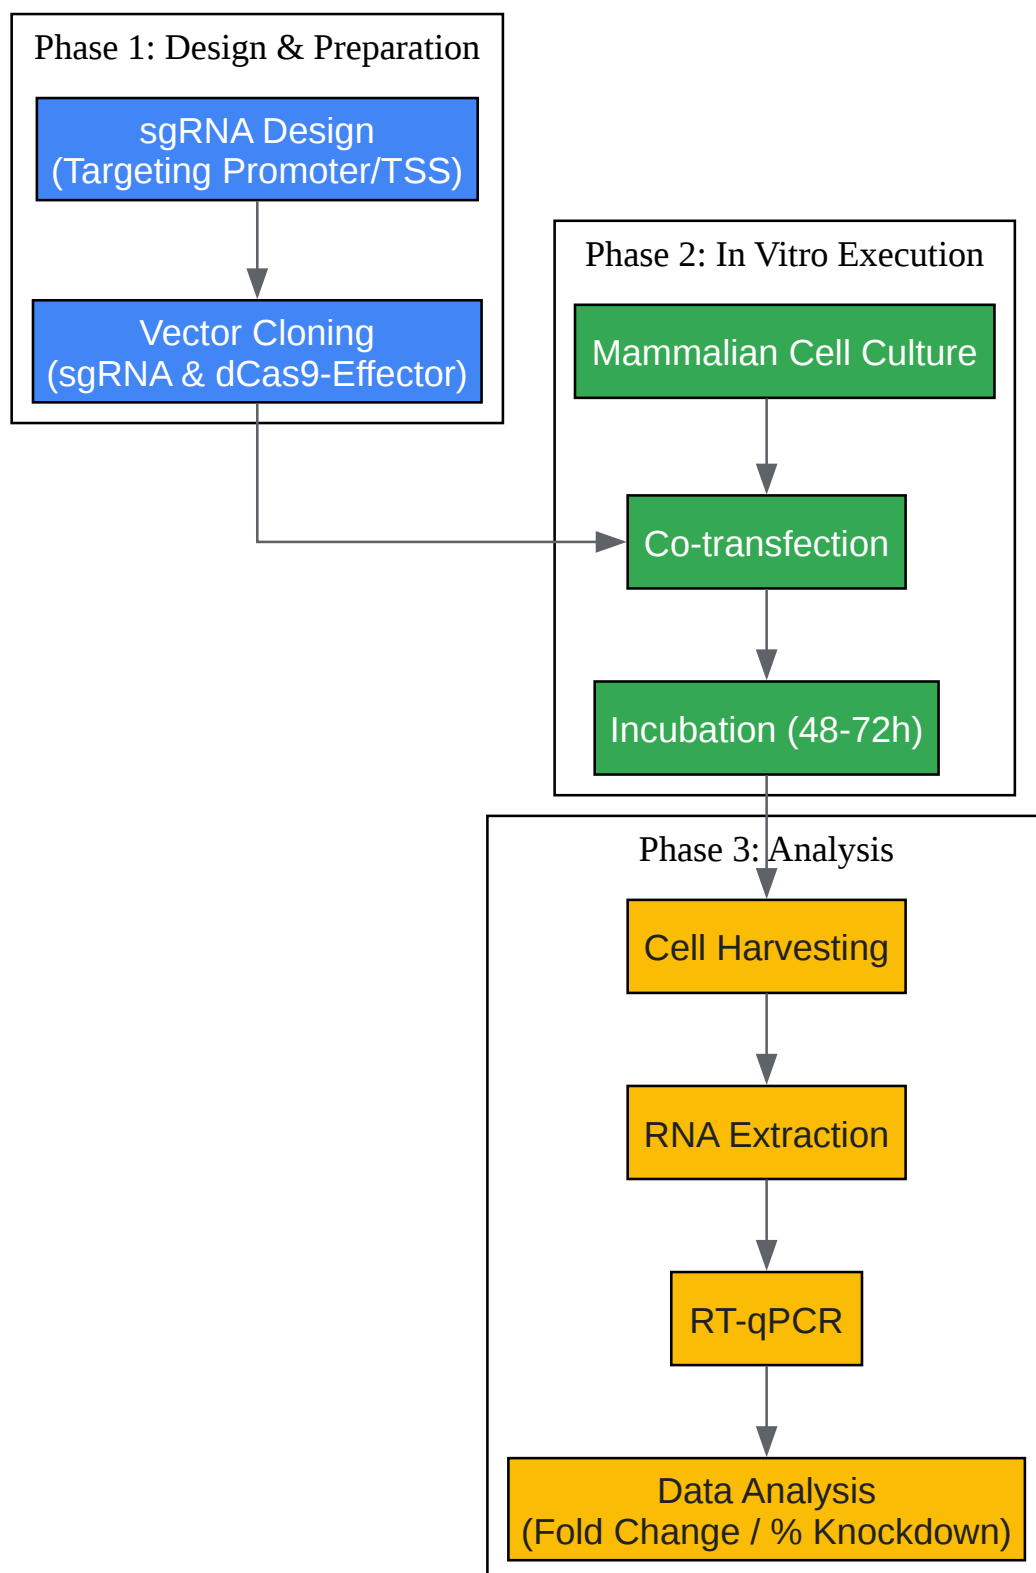 Phase 1: Design & Preparation
sgRNA Design
(Targeting Promoter/TSS)
Vector Cloning
(sgRNA & dCas9-Effector)
Phase 2: In Vitro Execution
Mammalian Cell Culture
Co-transfection
Incubation (48-72h)
Phase 3: Analysis
Cell Harvesting
RNA Extraction
RT-qPCR
Data Analysis
(Fold Change / % Knockdown)